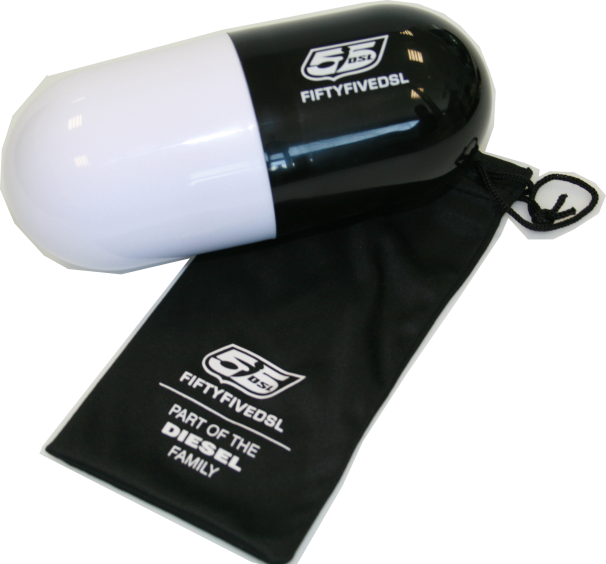 55
DSL
FIFTYFIVEDSL
55
DSL
FIFTYFIVEDSL
PART OF THE
DIESEL
FAMILY